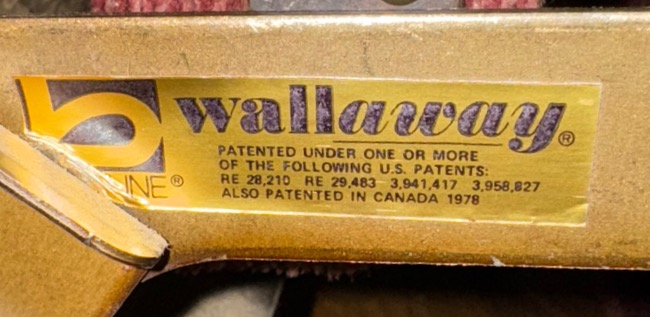 wallaway®
PATENTED UNDER ONE OR MORE
OF THE FOLLOWING U.S. PATENTS:
RE 28,210 RE 29,483 3,941,417 3,958,827
ALSO PATENTED IN CANADA 1978